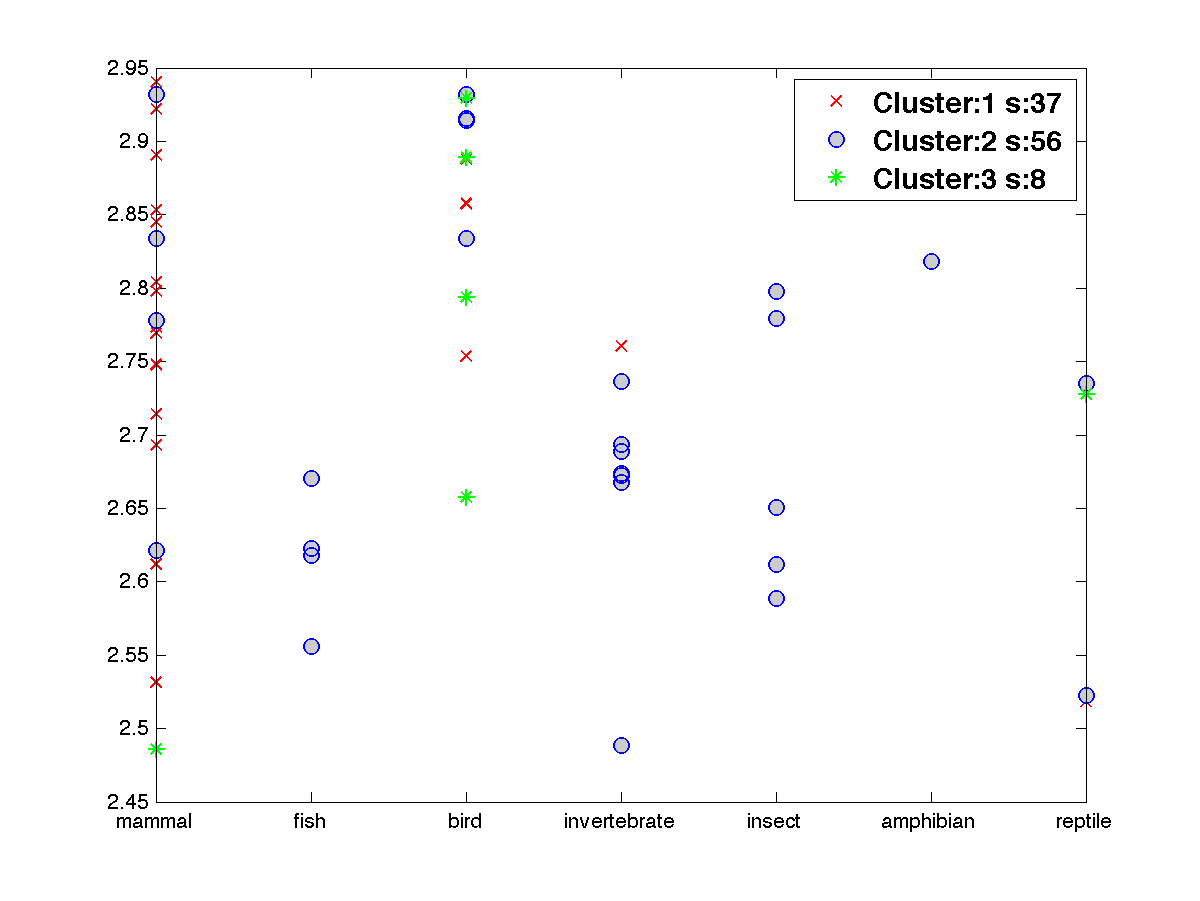 2.95
2.9
2.85
2.8
2.75
2.7
2.65
2.6
2.55
2.5
2.45
mammal fish bird invertebrate insect amphibian reptile
Cluster:1 s:37
Cluster:2 s:56
Cluster:3 s:8